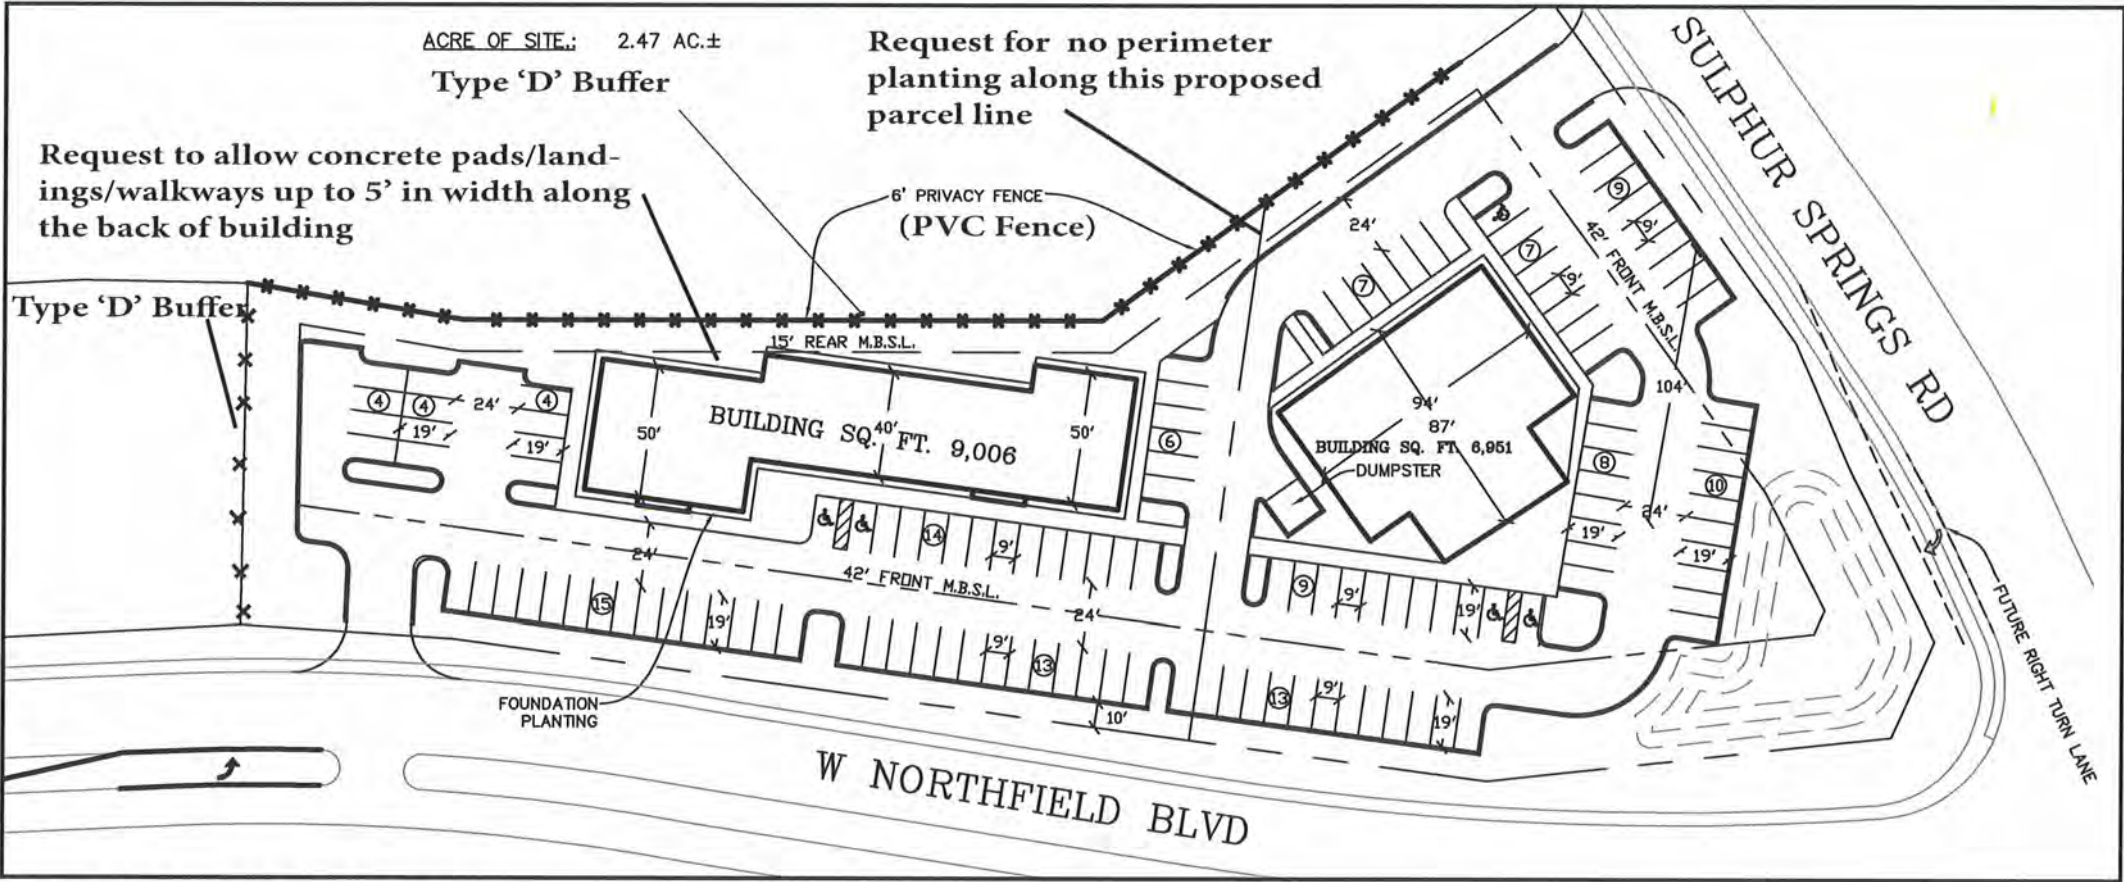 ACRE OF SITE.: 2.47 AC.±
Type ‘D’ Buffer
Request for no perimeter
planting along this proposed
parcel line
Request to allow concrete pads/land-
ings/walkways up to 5’ in width along
the back of building
6' PRIVACY FENCE
(PVC Fence)
Type ‘D’ Buffer
15' REAR M.B.S.L.
SULPHUR SPRINGS RD
42' FRONT M.B.S.L.
24'
7
7
9'
9
9'
104'
4
4
24'
4
19'
19'
50'
BUILDING SQ. FT. 9,006
40'
50'
6
94'
87'
BUILDING SQ. FT. 6,951
DUMPSTER
8
10
24'
19'
19'
14
9'
24'
42' FRONT M.B.S.L.
24'
15
19'
9'
13
10'
9
9'
19'
13
9'
19'
FOUNDATION
PLANTING
W NORTHFIELD BLVD
FUTURE RIGHT TURN LANE